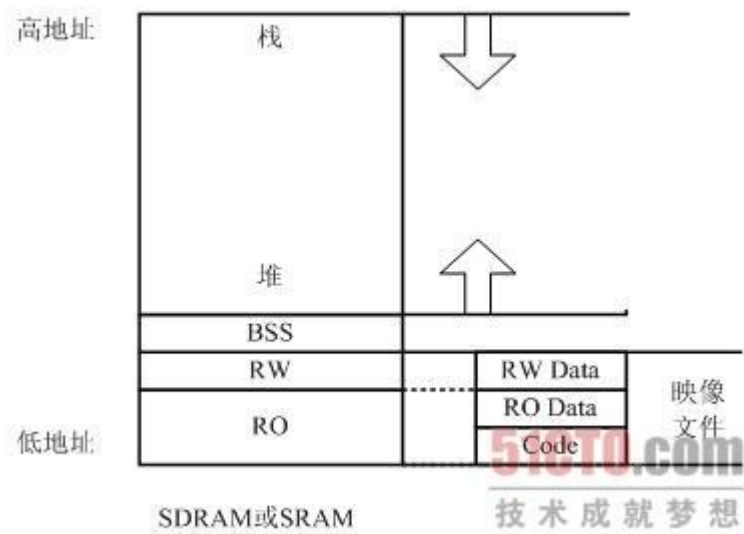 高地址
栈
堆
BSS
RW
RW Data
RO
RO Data
Code
映像
文件
低地址
51CTO.com
技术成就梦想
SDRAM或SRAM